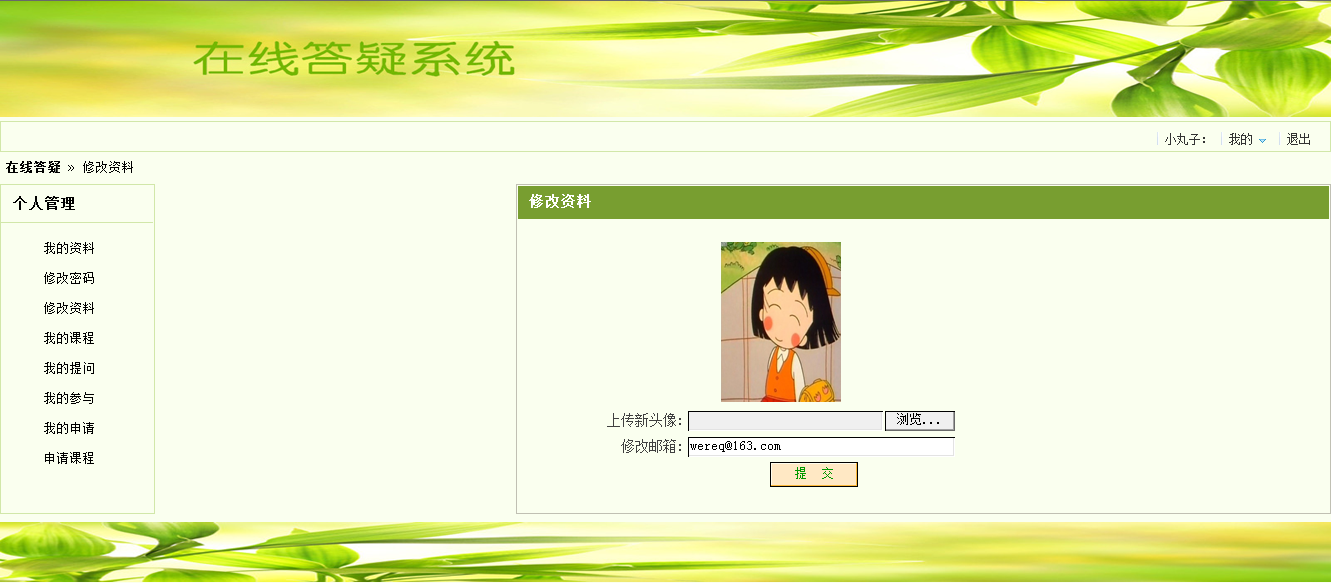 在线答疑系统
小丸子： 我的 退出
在线答疑 » 修改资料
个人管理
我的资料
修改密码
修改资料
我的课程
我的提问
我的参与
我的申请
申请课程
修改资料
上传新头像： 浏览...
修改邮箱： wereq@163.com
提 交